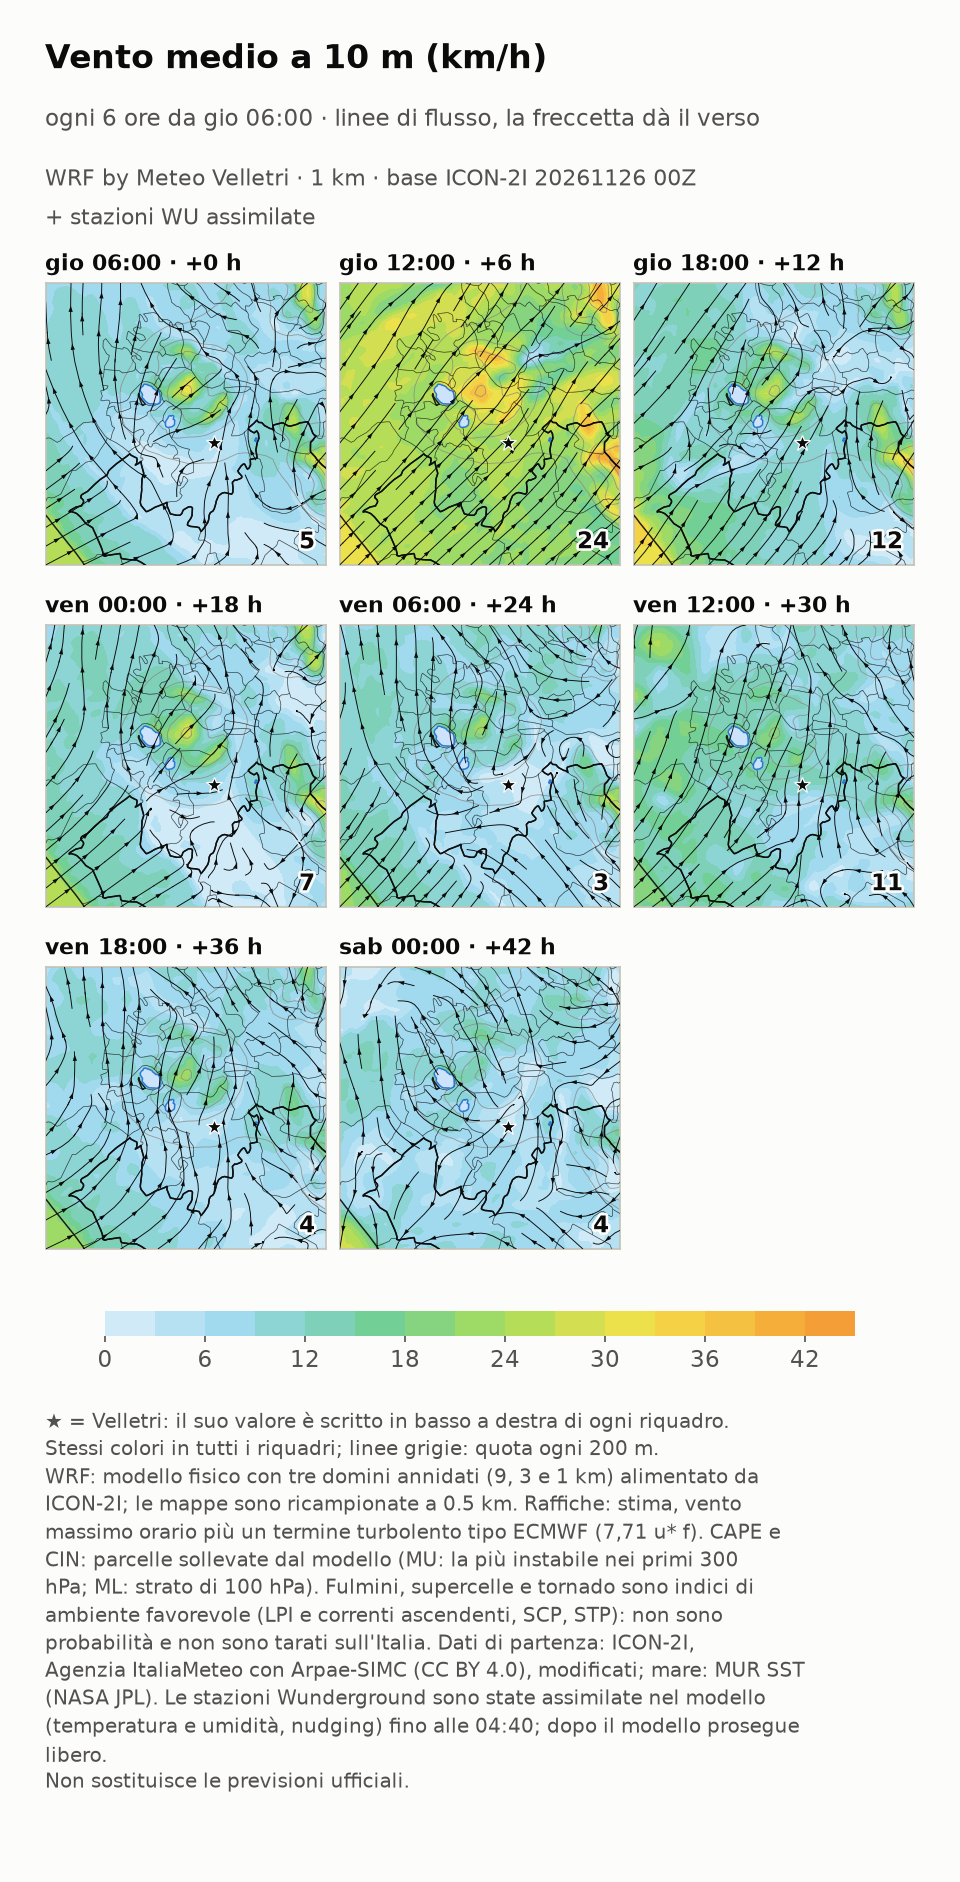 Vento medio a 10 m (km/h)
ogni 6 ore da gio 06:00 · linee di flusso, la freccetta dà il verso
WRF by Meteo Velletri · 1 km · base ICON-2I 20261126 00Z
+ stazioni WU assimilate
gio 06:00 · +0 h
gio 12:00 · +6 h
gio 18:00 · +12 h
5
24
12
ven 00:00 · +18 h
ven 06:00 · +24 h
ven 12:00 · +30 h
7
3
11
ven 18:00 · +36 h
sab 00:00 · +42 h
4
4
0 6 12 18 24 30 36 42
★ = Velletri: il suo valore è scritto in basso a destra di ogni riquadro.
Stessi colori in tutti i riquadri; linee grigie: quota ogni 200 m.
WRF: modello fisico con tre domini annidati (9, 3 e 1 km) alimentato da
ICON-2I; le mappe sono ricampionate a 0.5 km. Raffiche: stima, vento
massimo orario più un termine turbolento tipo ECMWF (7,71 u* f). CAPE e
CIN: parcelle sollevate dal modello (MU: la più instabile nei primi 300
hPa; ML: strato di 100 hPa). Fulmini, supercelle e tornado sono indici di
ambiente favorevole (LPI e correnti ascendenti, SCP, STP): non sono
probabilità e non sono tarati sull'Italia. Dati di partenza: ICON-2I,
Agenzia ItaliaMeteo con Arpae-SIMC (CC BY 4.0), modificati; mare: MUR SST
(NASA JPL). Le stazioni Wunderground sono state assimilate nel modello
(temperatura e umidità, nudging) fino alle 04:40; dopo il modello prosegue
libero.
Non sostituisce le previsioni ufficiali.